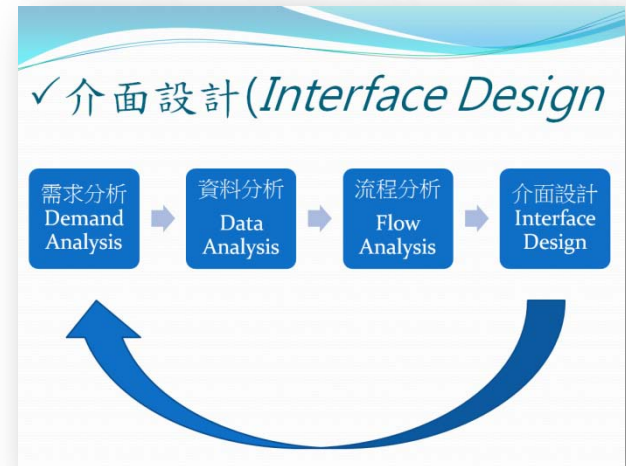 ✓介面設計(Interface Design
需求分析
Demand
Analysis
資料分析
Data
Analysis
流程分析
Flow
Analysis
介面設計
Interface
Design